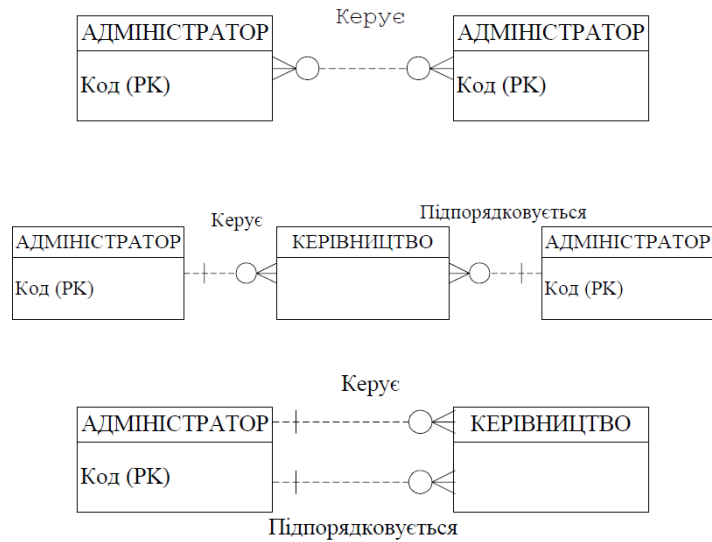 Керує
АДМІНІСТРАТОР
АДМІНІСТРАТОР
Код (PK)
Код (PK)
Керує
Підпорядковується
АДМІНІСТРАТОР
КЕРІВНИЦТВО
АДМІНІСТРАТОР
Код (PK)
Код (PK)
Керує
АДМІНІСТРАТОР
КЕРІВНИЦТВО
Код (PK)
Підпорядковується